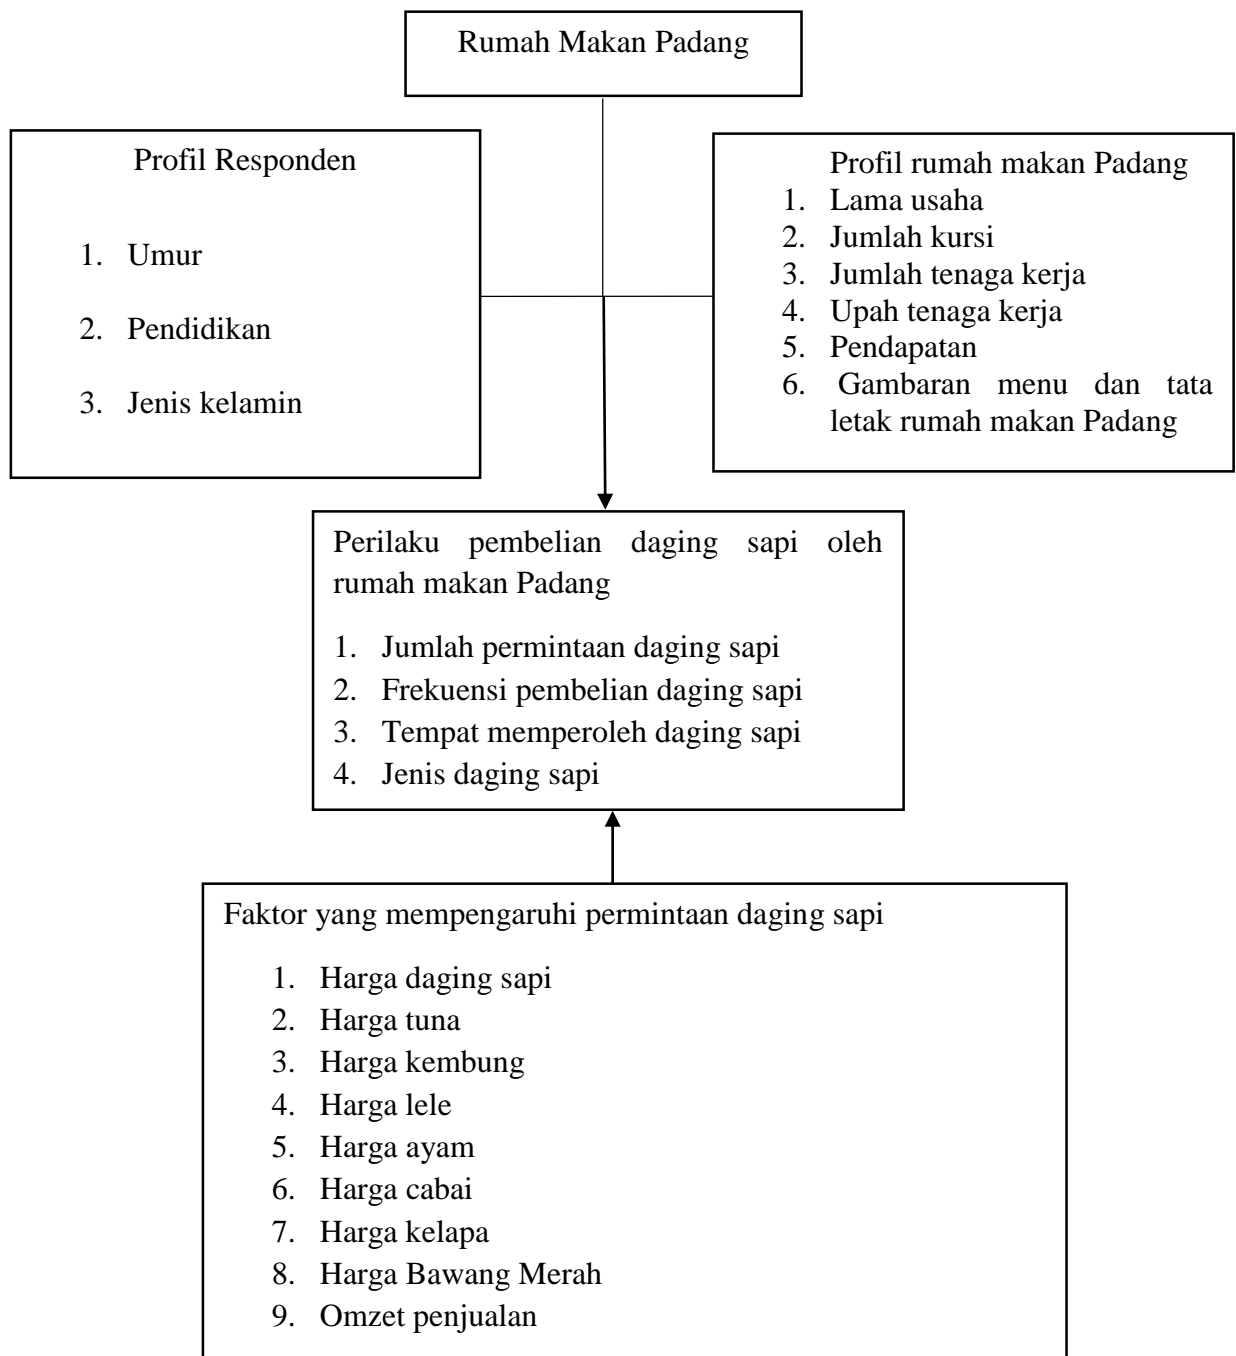 Rumah Makan Padang
Profil Responden
1. Umur
2. Pendidikan
3. Jenis kelamin
Profil rumah makan Padang
1. Lama usaha
2. Jumlah kursi
3. Jumlah tenaga kerja
4. Upah tenaga kerja
5. Pendapatan
6. Gambaran menu dan tata
letak rumah makan Padang
Perilaku pembelian daging sapi oleh
rumah makan Padang
1. Jumlah permintaan daging sapi
2. Frekuensi pembelian daging sapi
3. Tempat memperoleh daging sapi
4. Jenis daging sapi
Faktor yang mempengaruhi permintaan daging sapi
1. Harga daging sapi
2. Harga tuna
3. Harga kembung
4. Harga lele
5. Harga ayam
6. Harga cabai
7. Harga kelapa
8. Harga Bawang Merah
9. Omzet penjualan